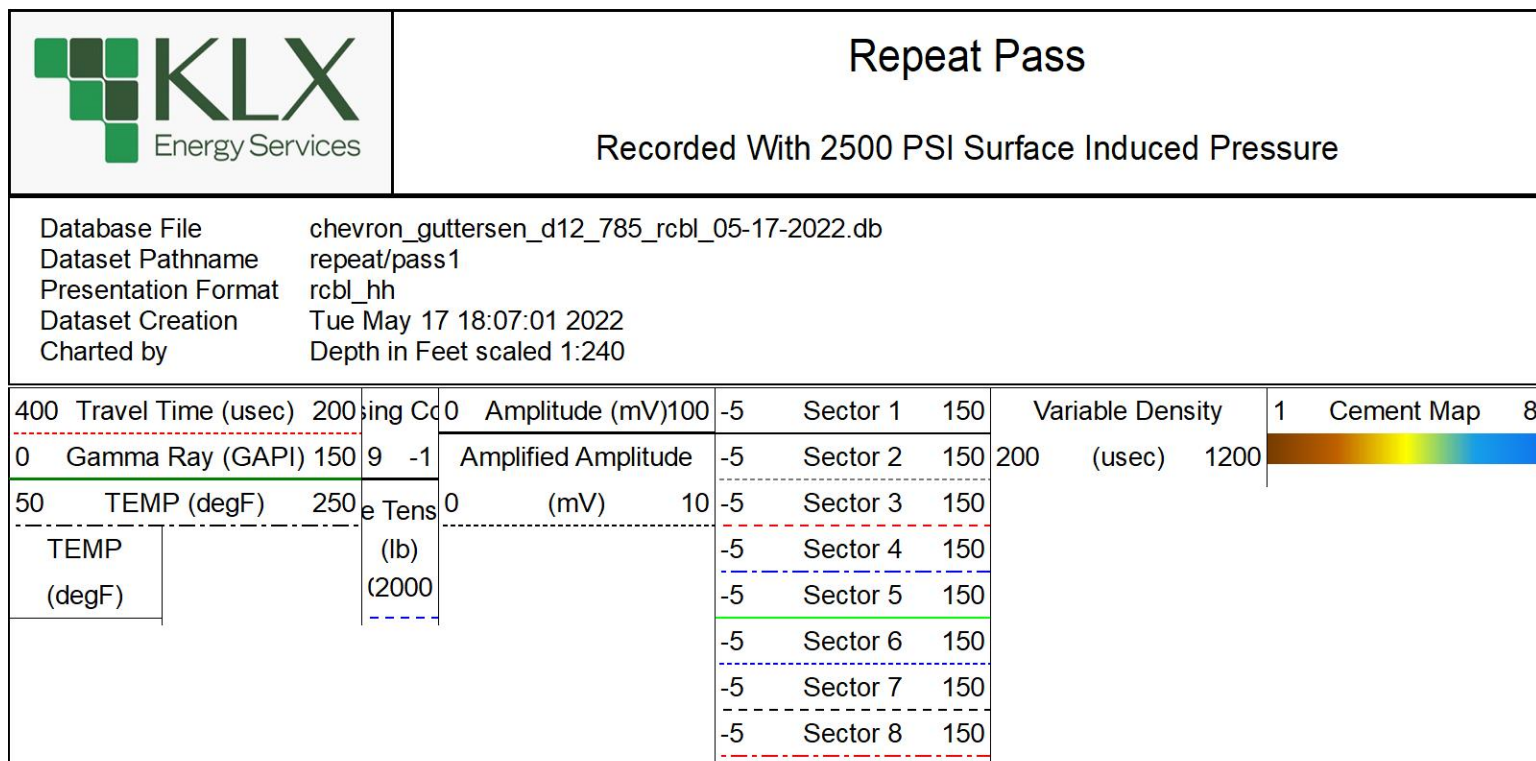 KLX
Energy Services
Repeat Pass
Recorded With 2500 PSI Surface Induced Pressure
Database File chevron_guttersen_d12_785_rcbl_05-17-2022.db
Dataset Pathname repeat/pass1
Presentation Format rcbl_hh
Dataset Creation Tue May 17 18:07:01 2022
Charted by Depth in Feet scaled 1:240
400 Travel Time (usec) 200
0 Gamma Ray (GAPI) 150
50 TEMP (degF) 250
TEMP
(degF)
sing Co
9 -1
e Tens
(lb)
(2000
0 Amplitude (mV) 100
Amplified Amplitude
0 (mV) 10
-5 Sector 1 150
-5 Sector 2 150
-5 Sector 3 150
-5 Sector 4 150
-5 Sector 5 150
-5 Sector 6 150
-5 Sector 7 150
-5 Sector 8 150
Variable Density
200 (usec) 1200
1 Cement Map 8